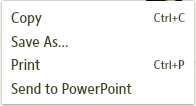 Copy Ctrl+C
Save As...
Print Ctrl+P
Send to PowerPoint